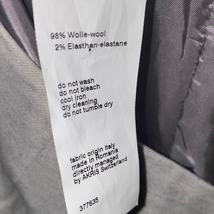 98% Wolle-wool
2% Elasthan-elastane
do not wash
do not bleach
cool iron
dry cleaning
do not tumble dry
fabric origin Italy
made in Romania
directly managed
by AKRIS Switzerland
377635